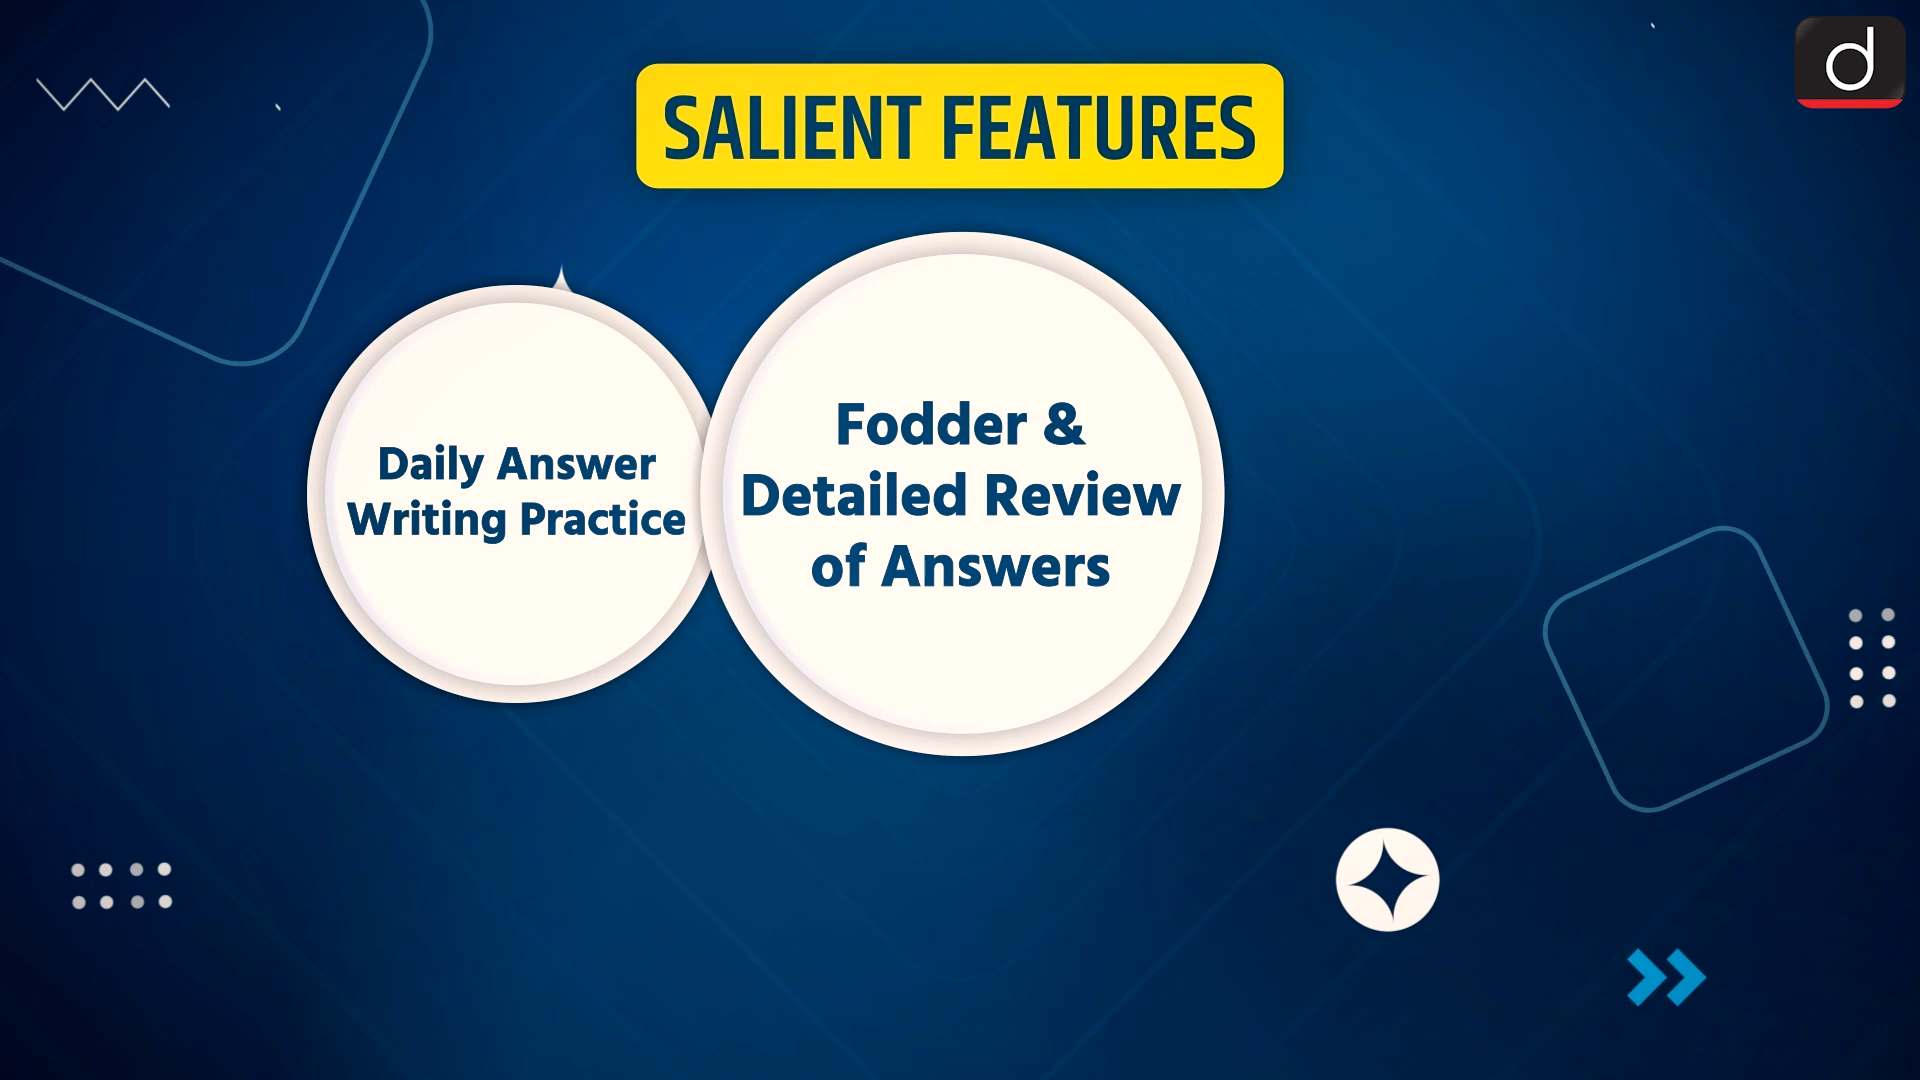 d
SALIENT FEATURES
Daily Answer
Writing Practice
Fodder &
Detailed Review
of Answers